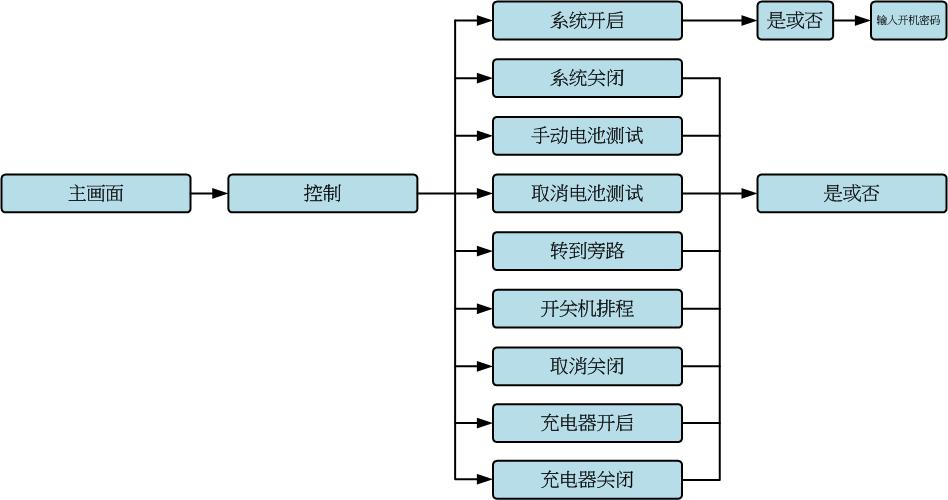 系统开启
是或否
输入开机密码
系统关闭
手动电池测试
主画面
控制
取消电池测试
是或否
转到旁路
开关机排程
取消关闭
充电器开启
充电器关闭